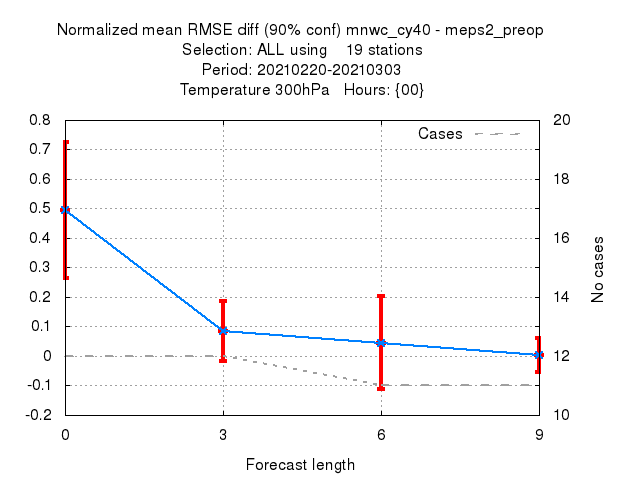 Normalized mean RMSE diff (90% conf) mnwc_cy40 - meps2_preop
Selection: ALL using    19 stations
Period: 20210220-20210303
Temperature 300hPa   Hours: {00}
0.8 20
Cases
0.7
0.6 18
0.5
0.4 16
0.3
0.2 14
0.1
0 12
-0.1
-0.2 10
No cases
0 3 6 9
Forecast length